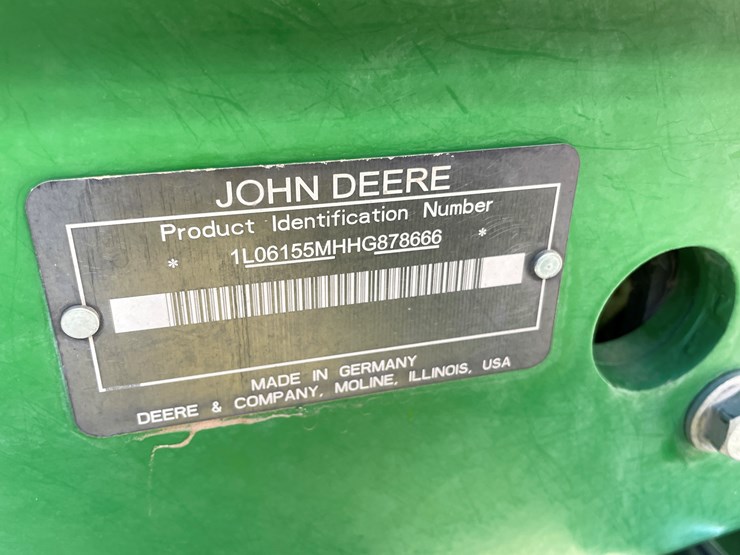 JOHN DEERE
Product Identification Number
* 1L06155MHHG878666 *
MADE IN GERMANY
DEERE & COMPANY, MOLINE, ILLINOIS, USA